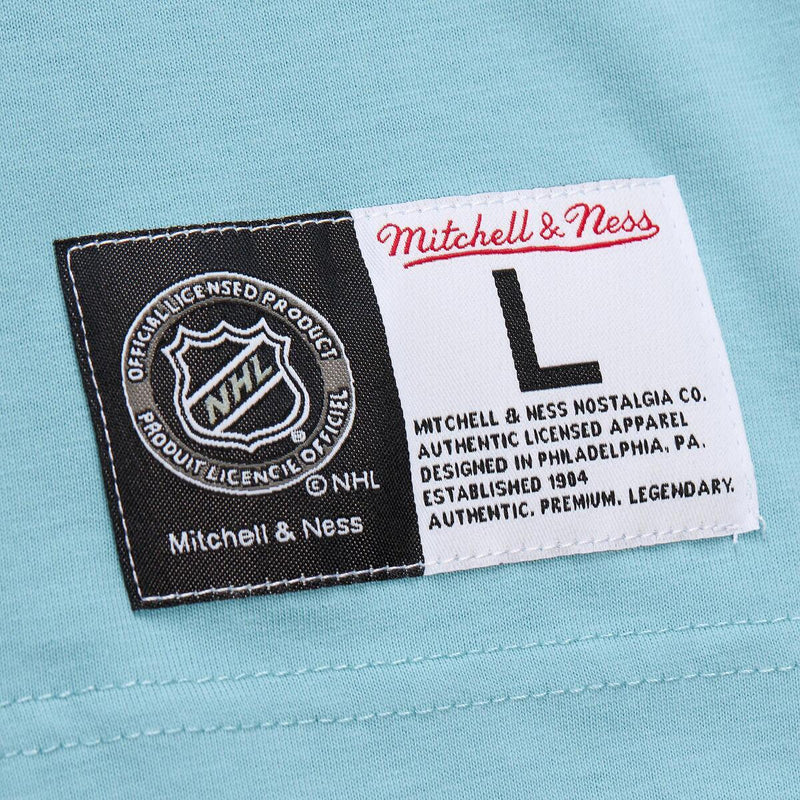 OFFICIAL LICENSED PRODUCT
NHL
PRODUIT LICENCIE OFFICIEL
© NHL
Mitchell & Ness
Mitchell & Ness
L
MITCHELL & NESS NOSTALGIA CO.
AUTHENTIC LICENSED APPAREL
DESIGNED IN PHILADELPHIA, PA.
ESTABLISHED 1904
AUTHENTIC. PREMIUM. LEGENDARY.